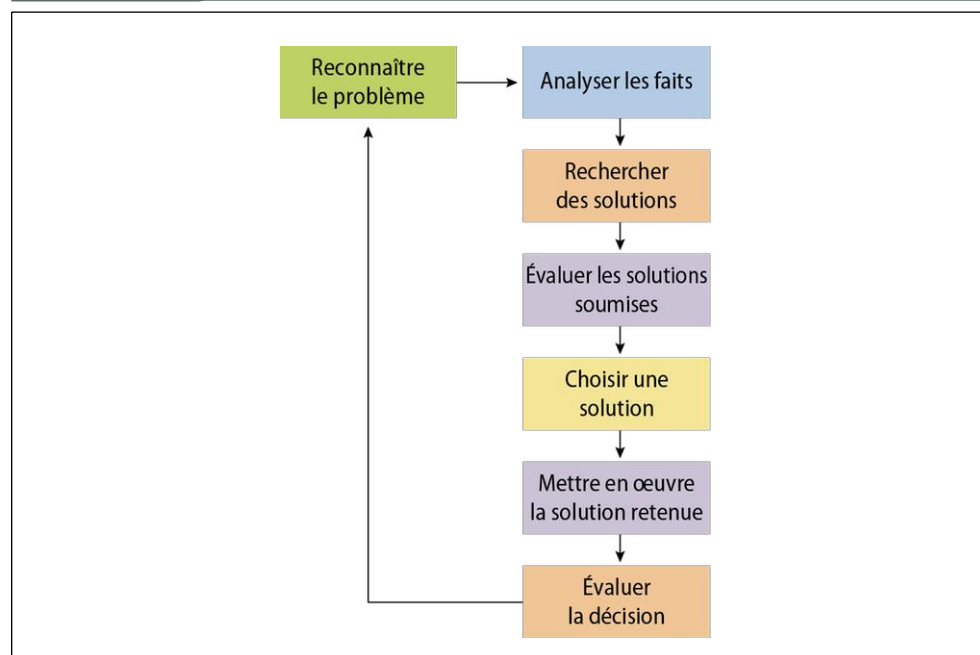 Reconnaître
le problème
Analyser les faits
Rechercher
des solutions
Évaluer les solutions
soumises
Choisir une
solution
Mettre en œuvre
la solution retenue
Évaluer
la décision